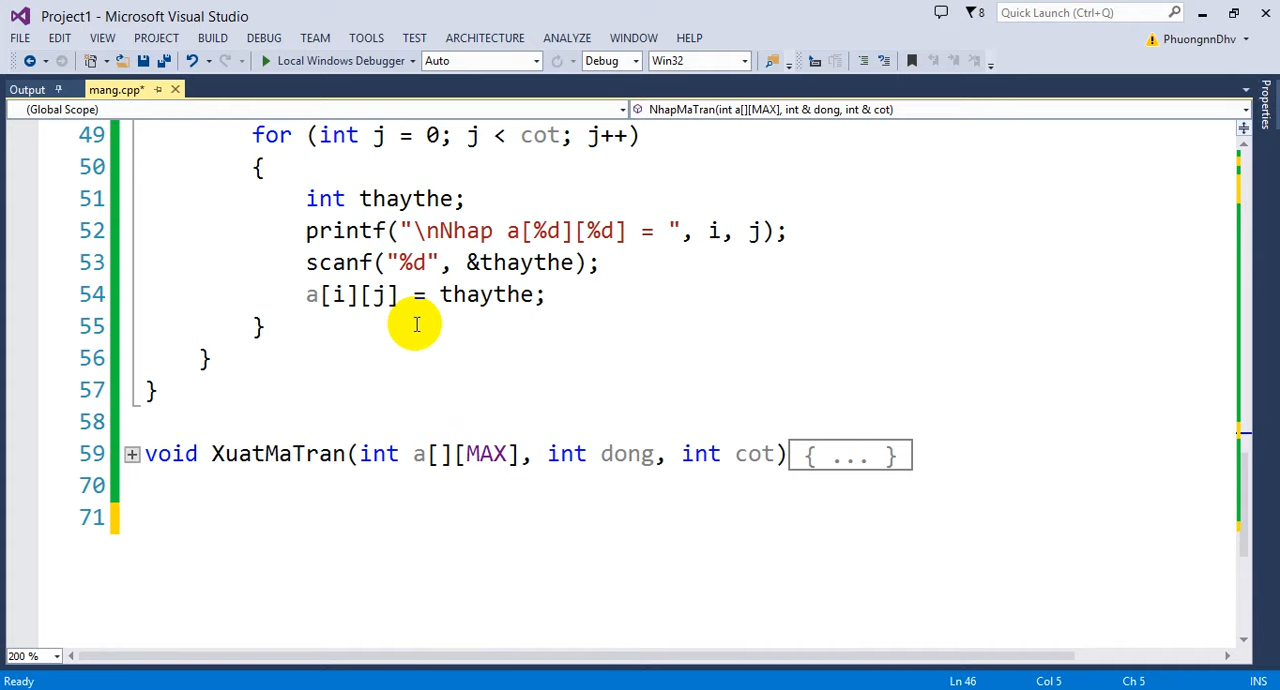 Project1 - Microsoft Visual Studio
8
Quick Launch (Ctrl+Q)
FILE EDIT VIEW PROJECT BUILD DEBUG TEAM TOOLS TEST ARCHITECTURE ANALYZE WINDOW HELP
PhuongnnDhv
Local Windows Debugger Auto Debug Win32
Output mang.cpp*
Properties
(Global Scope) NhapMaTran(int a[][MAX], int & dong, int & cot)
49 for (int j = 0; j < cot; j++)
50 {
51 int thaythe;
52 printf("\nNhap a[%d][%d] = ", i, j);
53 scanf("%d", &thaythe);
54 a[i][j] = thaythe;
55 }
56 }
57 }
58
59 void XuatMaTran(int a[][MAX], int dong, int cot){ ... }
70
71
200 %
Ready Ln 46 Col 5 Ch 5 INS